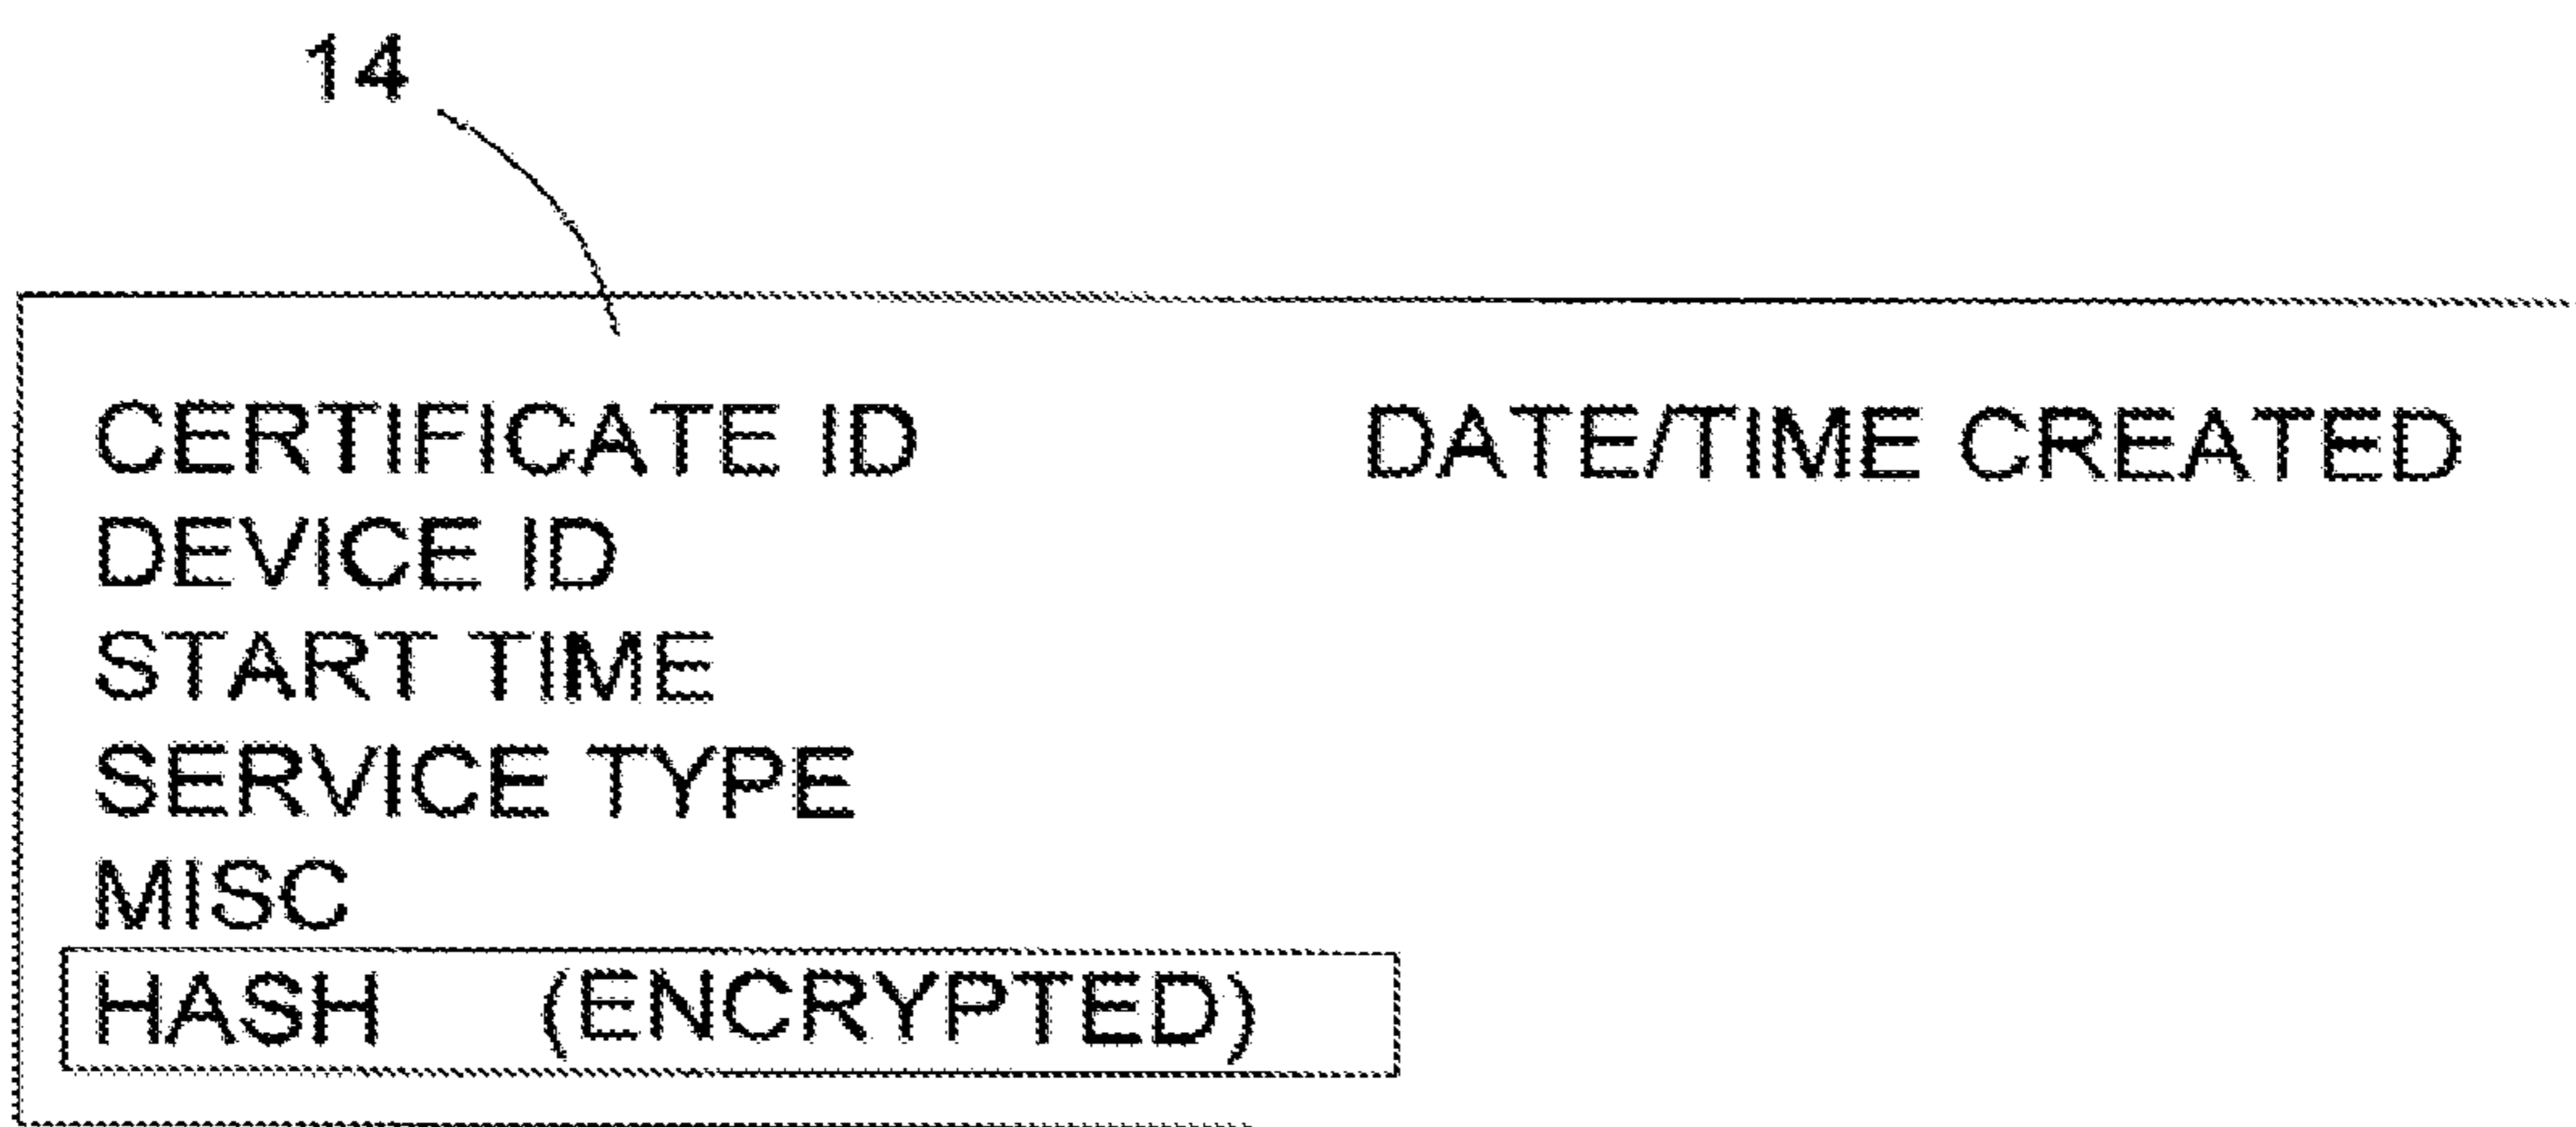 14
CERTIFICATE ID DATE/TIME CREATED
DEVICE ID
START TIME
SERVICE TYPE
MISC
HASH (ENCRYPTED)